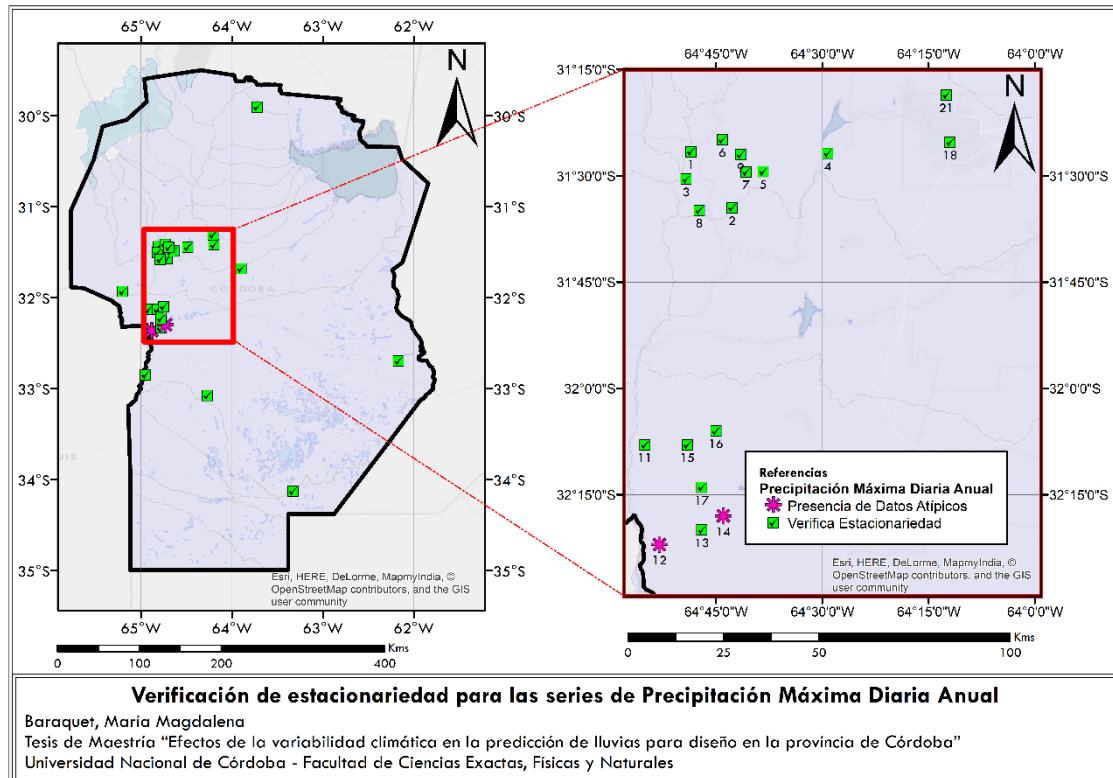 65°W
64°W
63°W
62°W
N
30°S
30°S
31°S
31°S
CÓRDOBA
32°S
32°S
33°S
33°S
34°S
34°S
35°S
35°S
Esri, HERE, DeLorme, MapmyIndia, ©
OpenStreetMap contributors, and the GIS
user community
65°W
64°W
63°W
62°W
Kms
0
100
200
400
64°45'0"W
64°30'0"W
64°15'0"W
64°0'0"W
31°15'0"S
31°15'0"S
N
21
6
18
1
9
4
3
7
5
31°30'0"S
31°30'0"S
8
2
31°45'0"S
31°45'0"S
32°0'0"S
32°0'0"S
16
11
15
Referencias
Precipitación Máxima Diaria Anual
Presencia de Datos Atípicos
Verifica Estacionariedad
17
32°15'0"S
32°15'0"S
14
13
12
Esri, HERE, DeLorme, MapmyIndia, ©
OpenStreetMap contributors, and the GIS
user community
64°45'0"W
64°30'0"W
64°15'0"W
64°0'0"W
Kms
0
25
50
100
Verificación de estacionariedad para las series de Precipitación Máxima Diaria Anual
Baraquet, María Magdalena
Tesis de Maestría "Efectos de la variabilidad climática en la predicción de lluvias para diseño en la provincia de Córdoba"
Universidad Nacional de Córdoba - Facultad de Ciencias Exactas, Físicas y Naturales